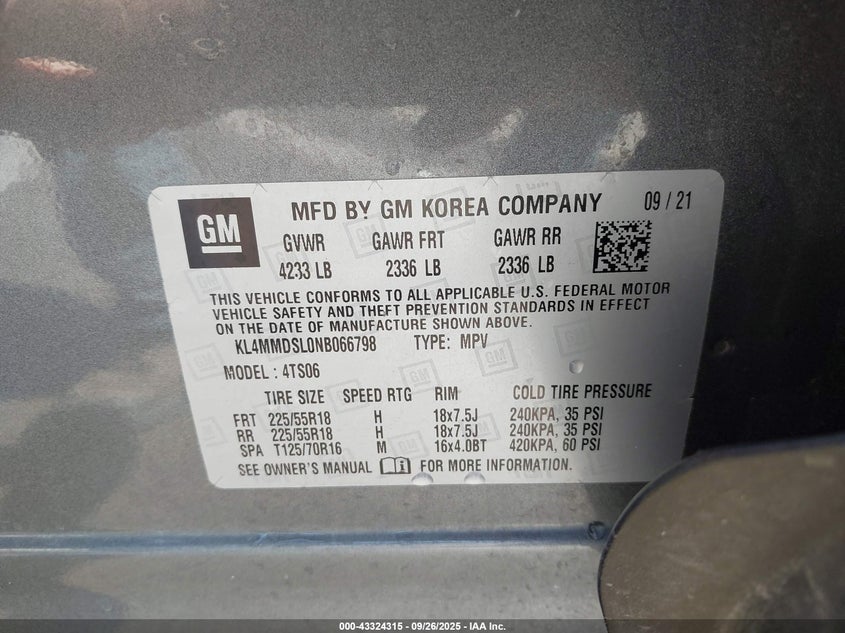 GM
MFD BY GM KOREA COMPANY 09 / 21
GVWR GAWR FRT GAWR RR
4233 LB 2336 LB 2336 LB
THIS VEHICLE CONFORMS TO ALL APPLICABLE U.S. FEDERAL MOTOR
VEHICLE SAFETY AND THEFT PREVENTION STANDARDS IN EFFECT
ON THE DATE OF MANUFACTURE SHOWN ABOVE.
KL4MMDSL0NB066798 TYPE: MPV
MODEL : 4TS06
TIRE SIZE SPEED RTG RIM COLD TIRE PRESSURE
FRT 225/55R18 H 18x7.5J 240KPA, 35 PSI
RR 225/55R18 H 18x7.5J 240KPA, 35 PSI
SPA T125/70R16 M 16x4.0BT 420KPA, 60 PSI
SEE OWNER'S MANUAL FOR MORE INFORMATION.
000-43324315 - 09/26/2025 - IAA Inc.